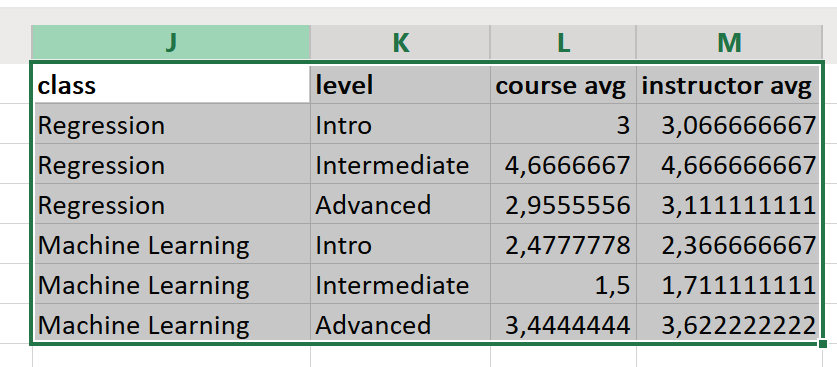 J K L M
class level course avg instructor avg
Regression Intro 3 3,066666667
Regression Intermediate 4,6666667 4,666666667
Regression Advanced 2,9555556 3,111111111
Machine Learning Intro 2,4777778 2,366666667
Machine Learning Intermediate 1,5 1,711111111
Machine Learning Advanced 3,4444444 3,622222222